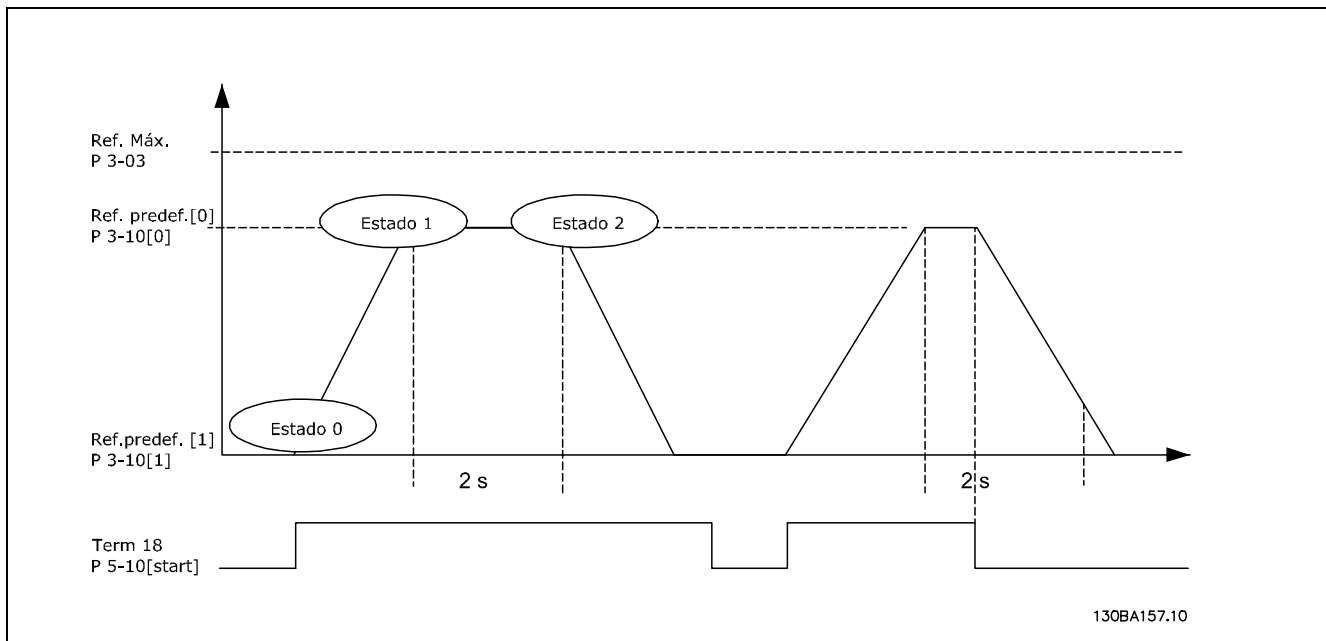 Ref. Máx.
P 3-03
Ref. predef.[0]
P 3-10[0]
Estado 1
Estado 2
Estado 0
Ref.predef. [1]
P 3-10[1]
2 s
2 s
Term 18
P 5-10[start]
130BA157.10